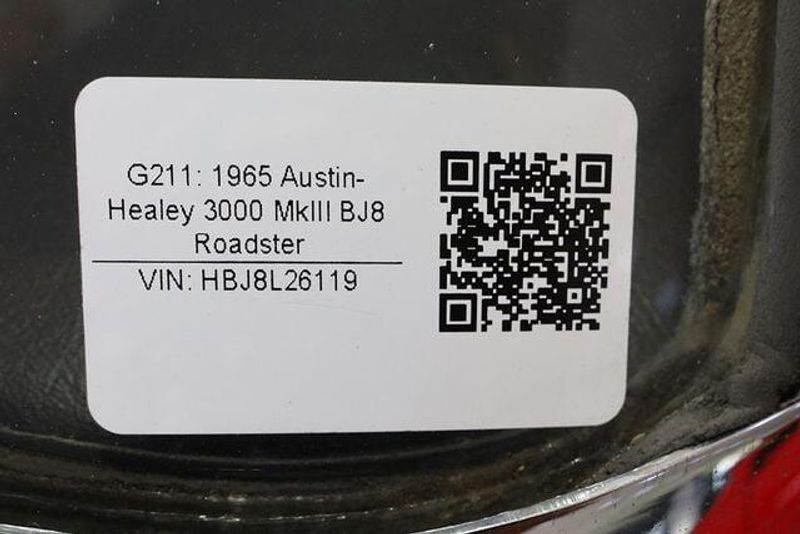 G211: 1965 Austin-
Healey 3000 MkIII BJ8
Roadster
VIN: HBJ8L26119